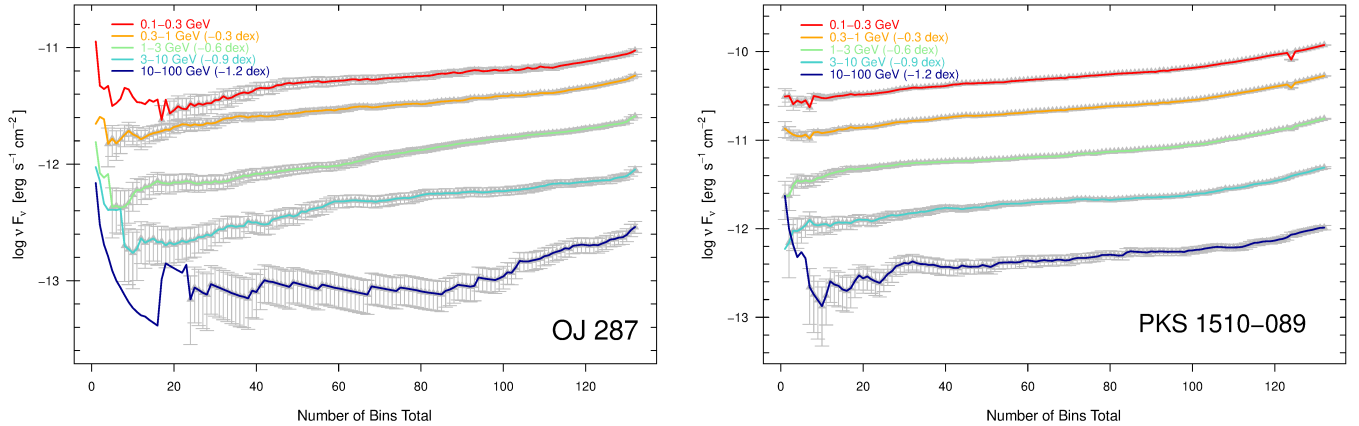 0.1−0.3 GeV
0.3−1 GeV (−0.3 dex)
1−3 GeV (−0.6 dex)
3−10 GeV (−0.9 dex)
10−100 GeV (−1.2 dex)
-11
-12
-13
log ν Fν [erg s⁻¹ cm⁻²]
OJ 287
0 20 40 60 80 100 120
Number of Bins Total
0.1−0.3 GeV
0.3−1 GeV (−0.3 dex)
1−3 GeV (−0.6 dex)
3−10 GeV (−0.9 dex)
10−100 GeV (−1.2 dex)
-10
-11
-12
-13
log ν Fν [erg s⁻¹ cm⁻²]
PKS 1510−089
0 20 40 60 80 100 120
Number of Bins Total